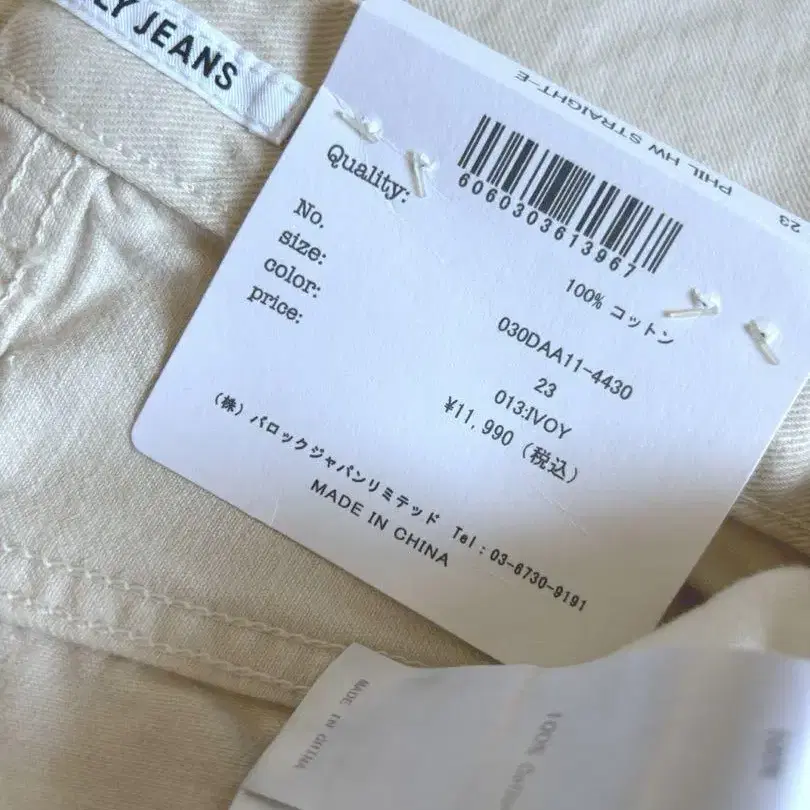 LY JEANS
PHIL HW STRAIGHT-E
23
6060303613967
Quality: 100% コットン
No. 030DAA11-4430
size: 23
color: 013:IVOY
price: ¥11,990 (税込)
(株) バロックジャパンリミテッド Tel:03-6730-9191
MADE IN CHINA
MADE IN CHINA
100%